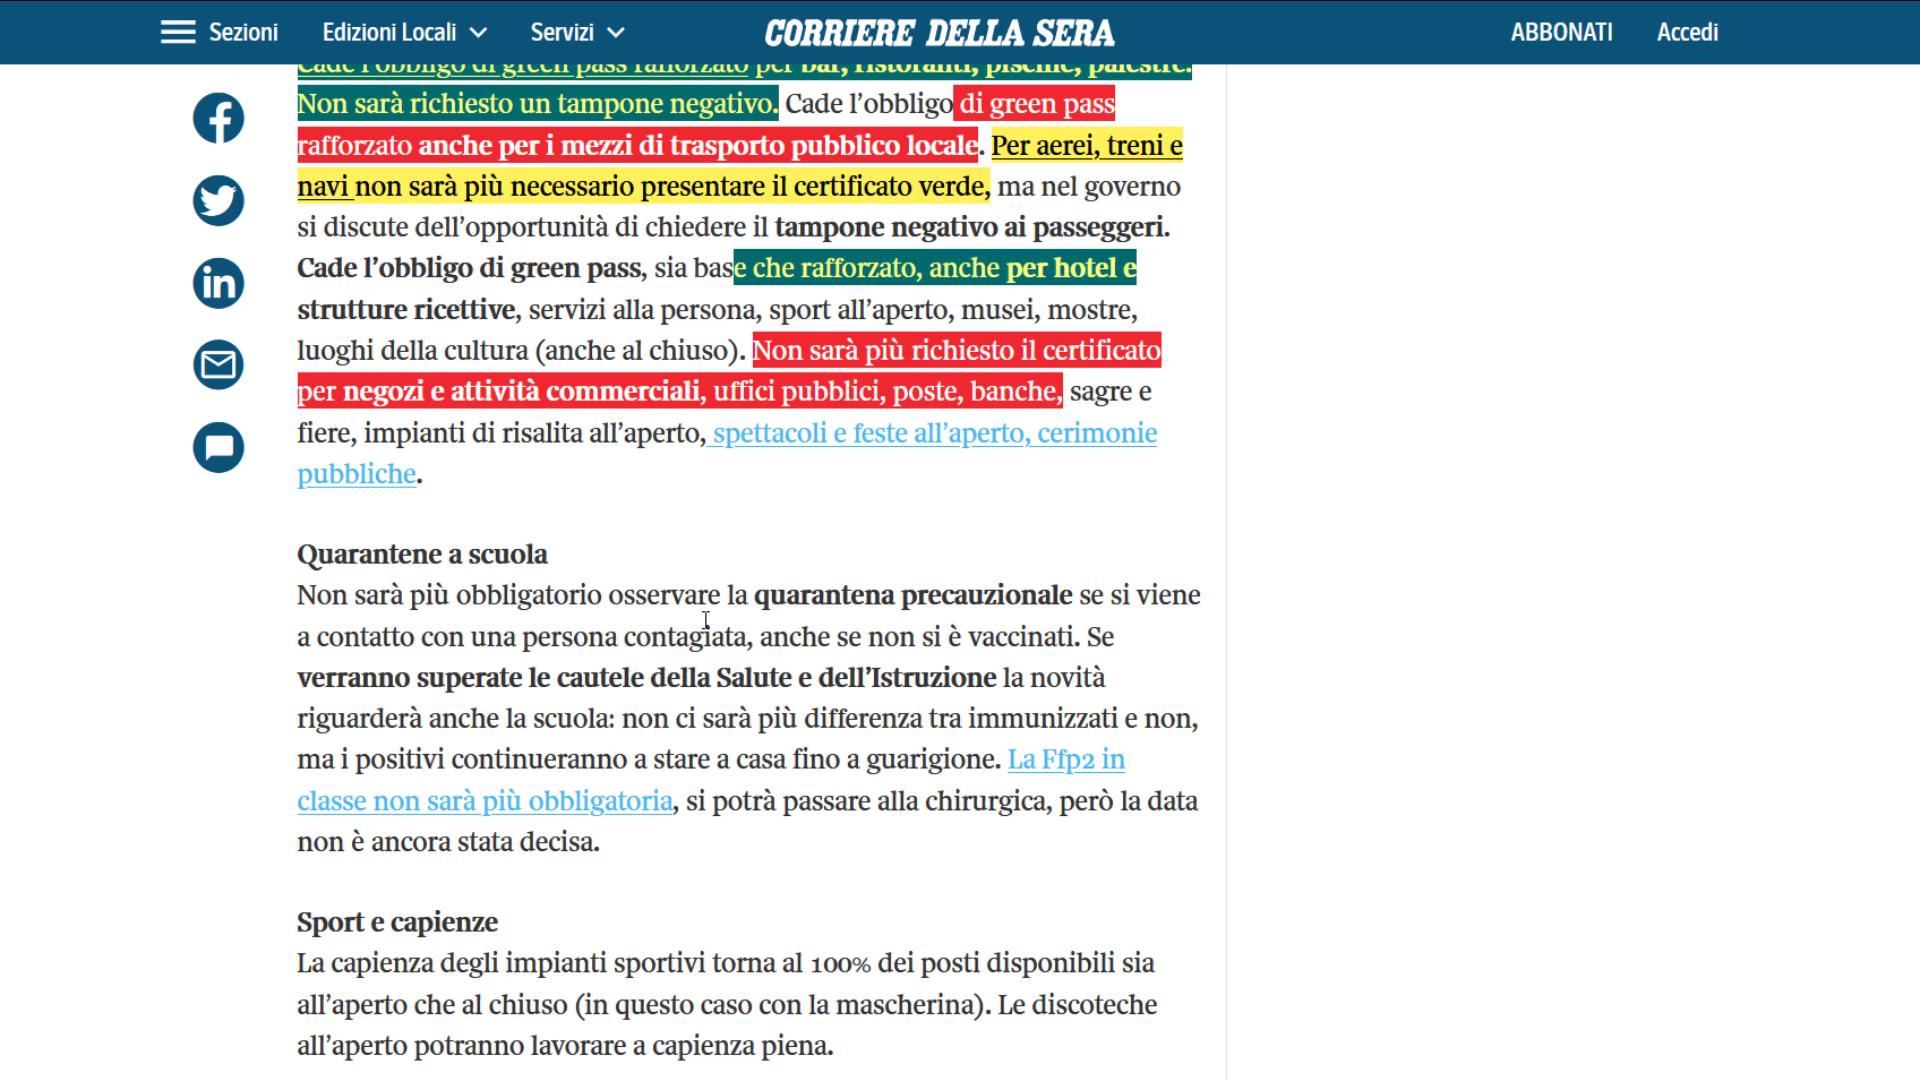 Sezioni Edizioni Locali Servizi CORRIERE DELLA SERA ABBONATI Accedi
Cade l'obbligo di green pass rafforzato per bar, ristoranti, piscine, palestre.
Non sarà richiesto un tampone negativo. Cade l'obbligo di green pass
rafforzato anche per i mezzi di trasporto pubblico locale. Per aerei, treni e
navi non sarà più necessario presentare il certificato verde, ma nel governo
si discute dell'opportunità di chiedere il tampone negativo ai passeggeri.
Cade l'obbligo di green pass, sia base che rafforzato, anche per hotel e
strutture ricettive, servizi alla persona, sport all'aperto, musei, mostre,
luoghi della cultura (anche al chiuso). Non sarà più richiesto il certificato
per negozi e attività commerciali, uffici pubblici, poste, banche, sagre e
fiere, impianti di risalita all'aperto, spettacoli e feste all'aperto, cerimonie
pubbliche.
Quarantene a scuola
Non sarà più obbligatorio osservare la quarantena precauzionale se si viene
a contatto con una persona contagiata, anche se non si è vaccinati. Se
verranno superate le cautele della Salute e dell'Istruzione la novità
riguarderà anche la scuola: non ci sarà più differenza tra immunizzati e non,
ma i positivi continueranno a stare a casa fino a guarigione. La Ffp2 in
classe non sarà più obbligatoria, si potrà passare alla chirurgica, però la data
non è ancora stata decisa.
Sport e capienze
La capienza degli impianti sportivi torna al 100% dei posti disponibili sia
all'aperto che al chiuso (in questo caso con la mascherina). Le discoteche
all'aperto potranno lavorare a capienza piena.